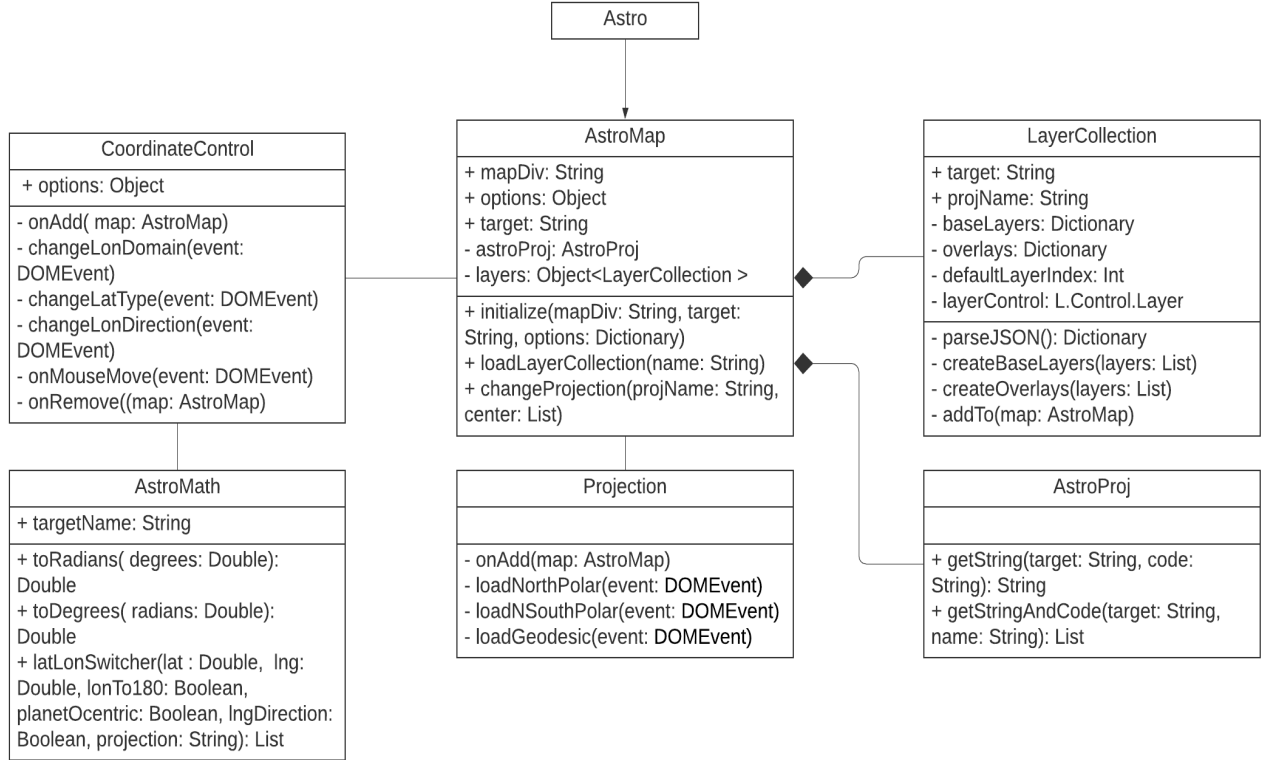 Astro
CoordinateControl
+ options: Object
- onAdd( map: AstroMap)
- changeLonDomain(event:
DOMEvent)
- changeLatType(event: DOMEvent)
- changeLonDirection(event:
DOMEvent)
- onMouseMove(event: DOMEvent)
- onRemove((map: AstroMap)
AstroMap
+ mapDiv: String
+ options: Object
+ target: String
- astroProj: AstroProj
- layers: Object<LayerCollection >
+ initialize(mapDiv: String, target:
String, options: Dictionary)
+ loadLayerCollection(name: String)
+ changeProjection(projName: String,
center: List)
LayerCollection
+ target: String
+ projName: String
- baseLayers: Dictionary
- overlays: Dictionary
- defaultLayerIndex: Int
- layerControl: L.Control.Layer
- parseJSON(): Dictionary
- createBaseLayers(layers: List)
- createOverlays(layers: List)
- addTo(map: AstroMap)
AstroMath
+ targetName: String
+ toRadians( degrees: Double):
Double
+ toDegrees( radians: Double):
Double
+ latLonSwitcher(lat : Double,  lng:
Double, lonTo180: Boolean,
planetOcentric: Boolean, lngDirection:
Boolean, projection: String): List
Projection
- onAdd(map: AstroMap)
- loadNorthPolar(event: DOMEvent)
- loadNSouthPolar(event: DOMEvent)
- loadGeodesic(event: DOMEvent)
AstroProj
+ getString(target: String, code:
String): String
+ getStringAndCode(target: String,
name: String): List